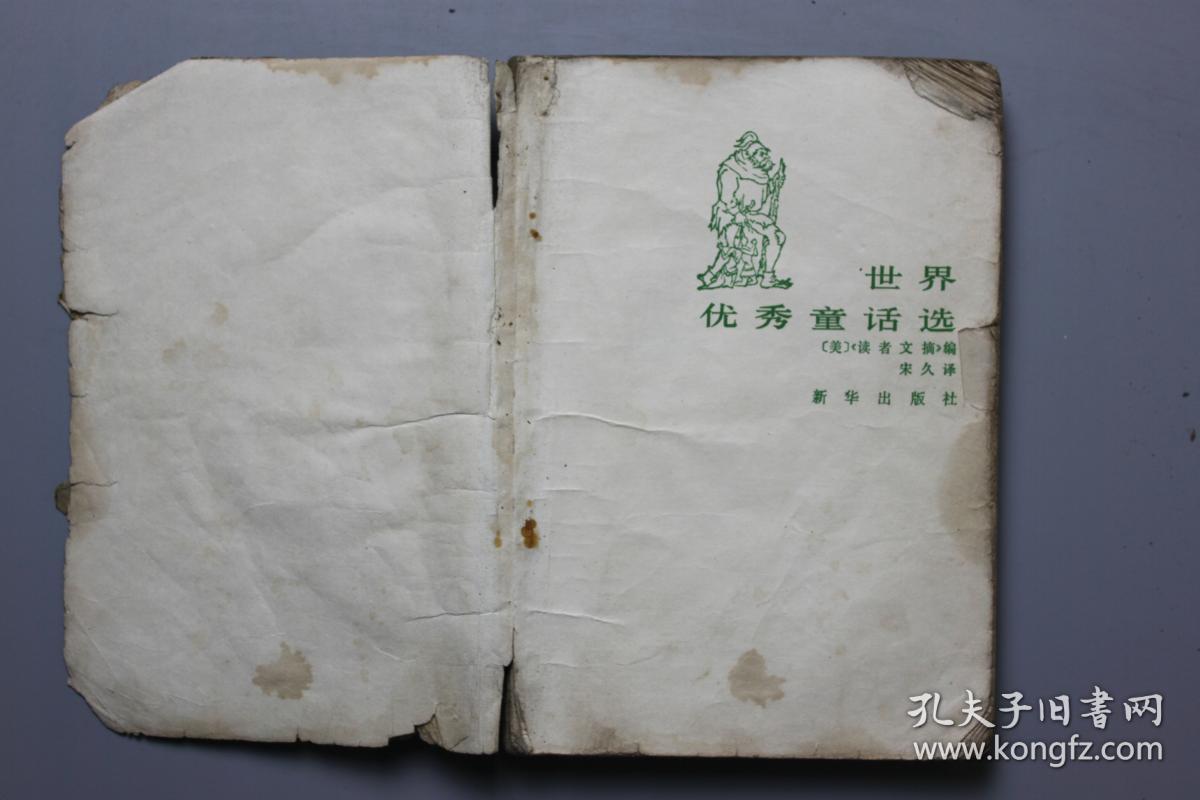 世界
优秀童话选
〔美〕《读者文摘》编
宋久译
新华出版社
孔夫子旧書网
www.kongfz.com